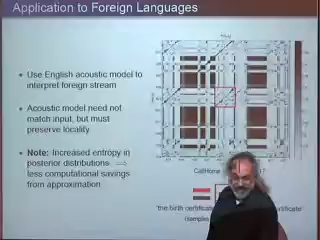 Application to Foreign Languages
Use English acoustic model to
interpret foreign stream
Acoustic model need not
match input, but must
preserve locality
Note: Increased entropy in
posterior distributions ⟹
less computational savings
from approximation
CallHome
"the birth certificate
(samples